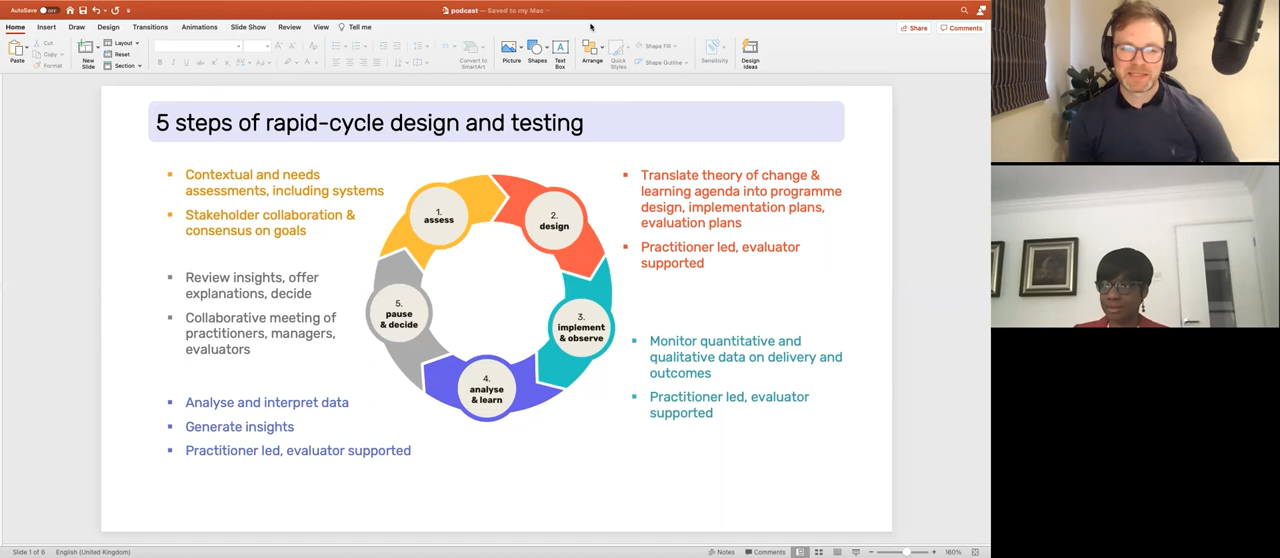 AutoSave OFF
podcast — Saved to my Mac
Home Insert Draw Design Transitions Animations Slide Show Review View Tell me
Share Comments
Paste
Cut
Copy
Format
New
Slide
Layout
Reset
Section
B I U
Convert to
SmartArt
Picture
Shapes
Text
Box
Arrange
Quick
Styles
Shape Fill
Shape Outline
Sensitivity
Design
Ideas
5 steps of rapid-cycle design and testing
Contextual and needs
assessments, including systems
Stakeholder collaboration &
consensus on goals
1.
assess
2.
design
Translate theory of change &
learning agenda into programme
design, implementation plans,
evaluation plans
Practitioner led, evaluator
supported
Review insights, offer
explanations, decide
Collaborative meeting of
practitioners, managers,
evaluators
5.
pause
& decide
3.
implement
& observe
Monitor quantitative and
qualitative data on delivery and
outcomes
Practitioner led, evaluator
supported
4.
analyse
& learn
Analyse and interpret data
Generate insights
Practitioner led, evaluator supported
Slide 1 of 6 English (United Kingdom)
Notes Comments 160%